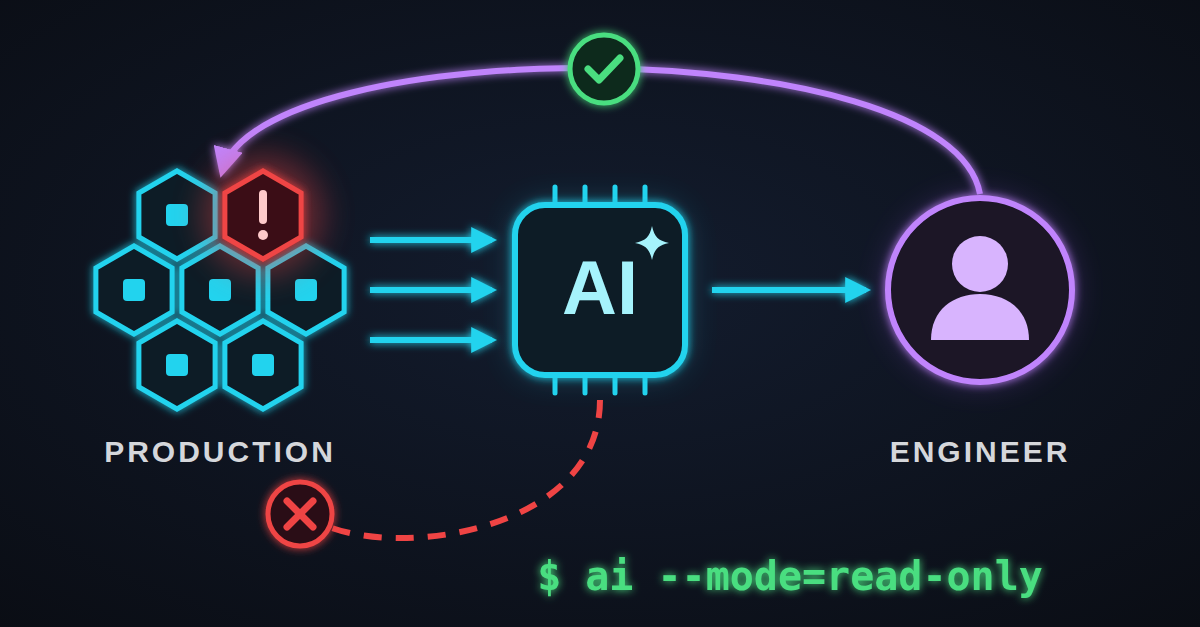 !
AI
PRODUCTION
ENGINEER
$ ai --mode=read-only